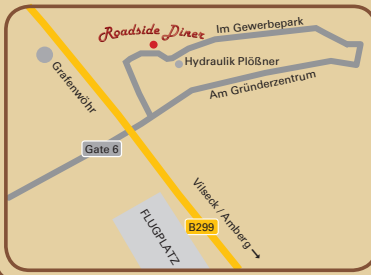 Roadside Diner
Im Gewerbepark
Hydraulik Plößner
Am Gründerzentrum
Grafenwöhr
Gate 6
Vilseck / Amberg →
B299
FLUGPLATZ